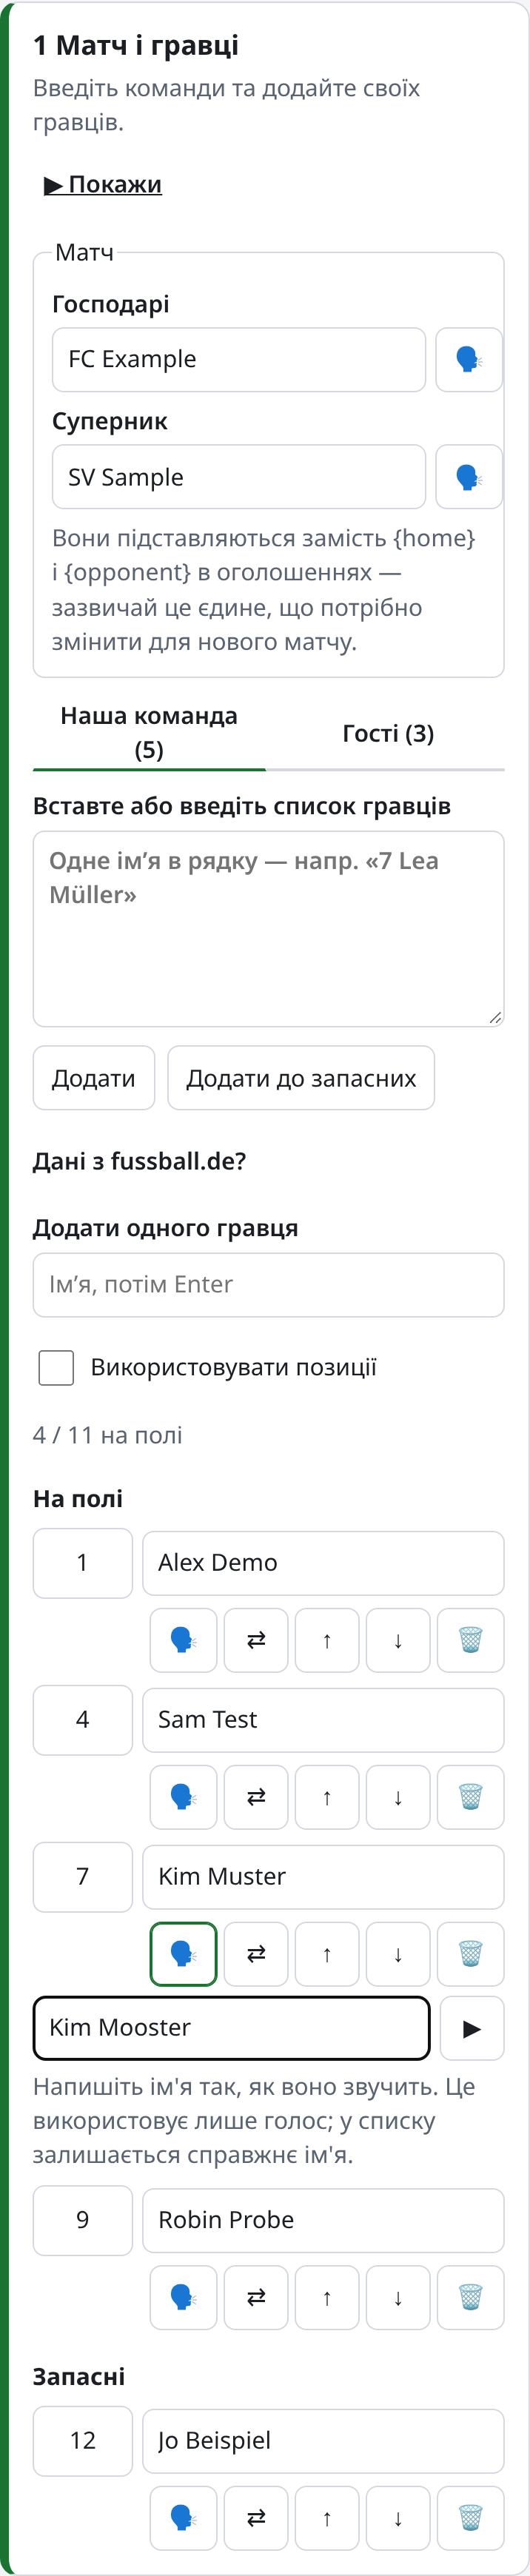 1 Матч і гравці
Введіть команди та додайте своїх
гравців.
▶ Покажи
Матч
Господарі
FC Example
Суперник
SV Sample
Вони підставляються замість {home}
і {opponent} в оголошеннях —
зазвичай це єдине, що потрібно
змінити для нового матчу.
Наша команда
(5)
Гості (3)
Вставте або введіть список гравців
Одне ім’я в рядку — напр. «7 Lea
Müller»
Додати
Додати до запасних
Дані з fussball.de?
Додати одного гравця
Ім’я, потім Enter
Використовувати позиції
4 / 11 на полі
На полі
1
Alex Demo
⇄ ↑ ↓
4
Sam Test
⇄ ↑ ↓
7
Kim Muster
⇄ ↑ ↓
Kim Mooster
▶
Напишіть ім'я так, як воно звучить. Це
використовує лише голос; у списку
залишається справжнє ім'я.
9
Robin Probe
⇄ ↑ ↓
Запасні
12
Jo Beispiel
⇄ ↑ ↓